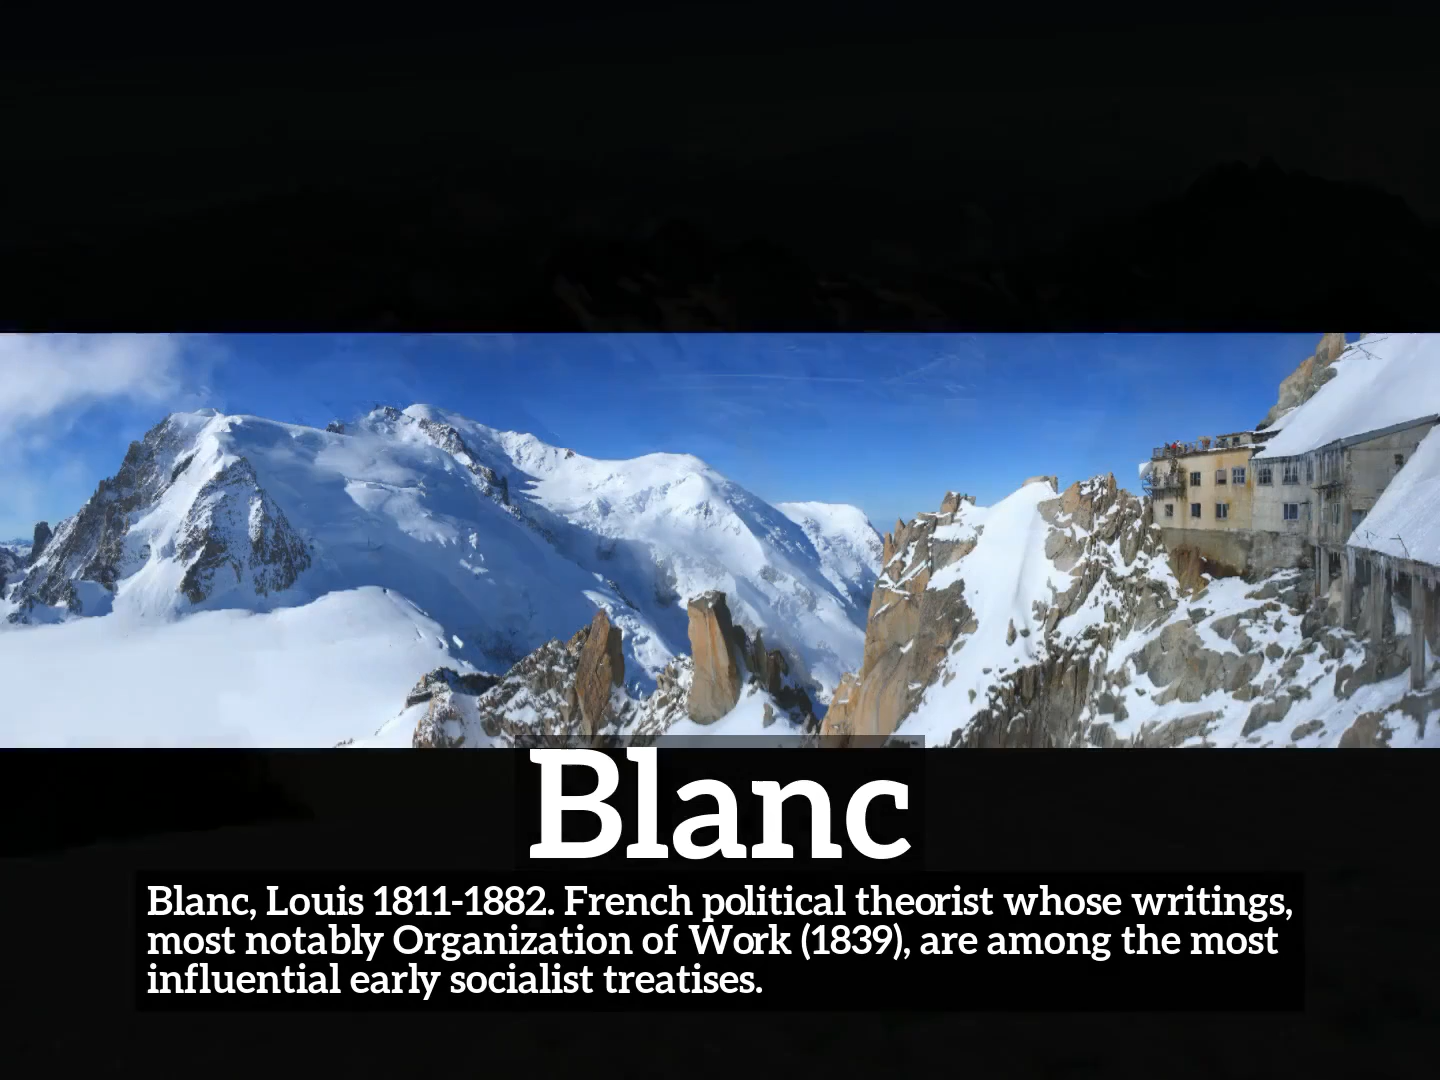 Blanc
Blanc, Louis 1811-1882. French political theorist whose writings,
most notably Organization of Work (1839), are among the most
influential early socialist treatises.